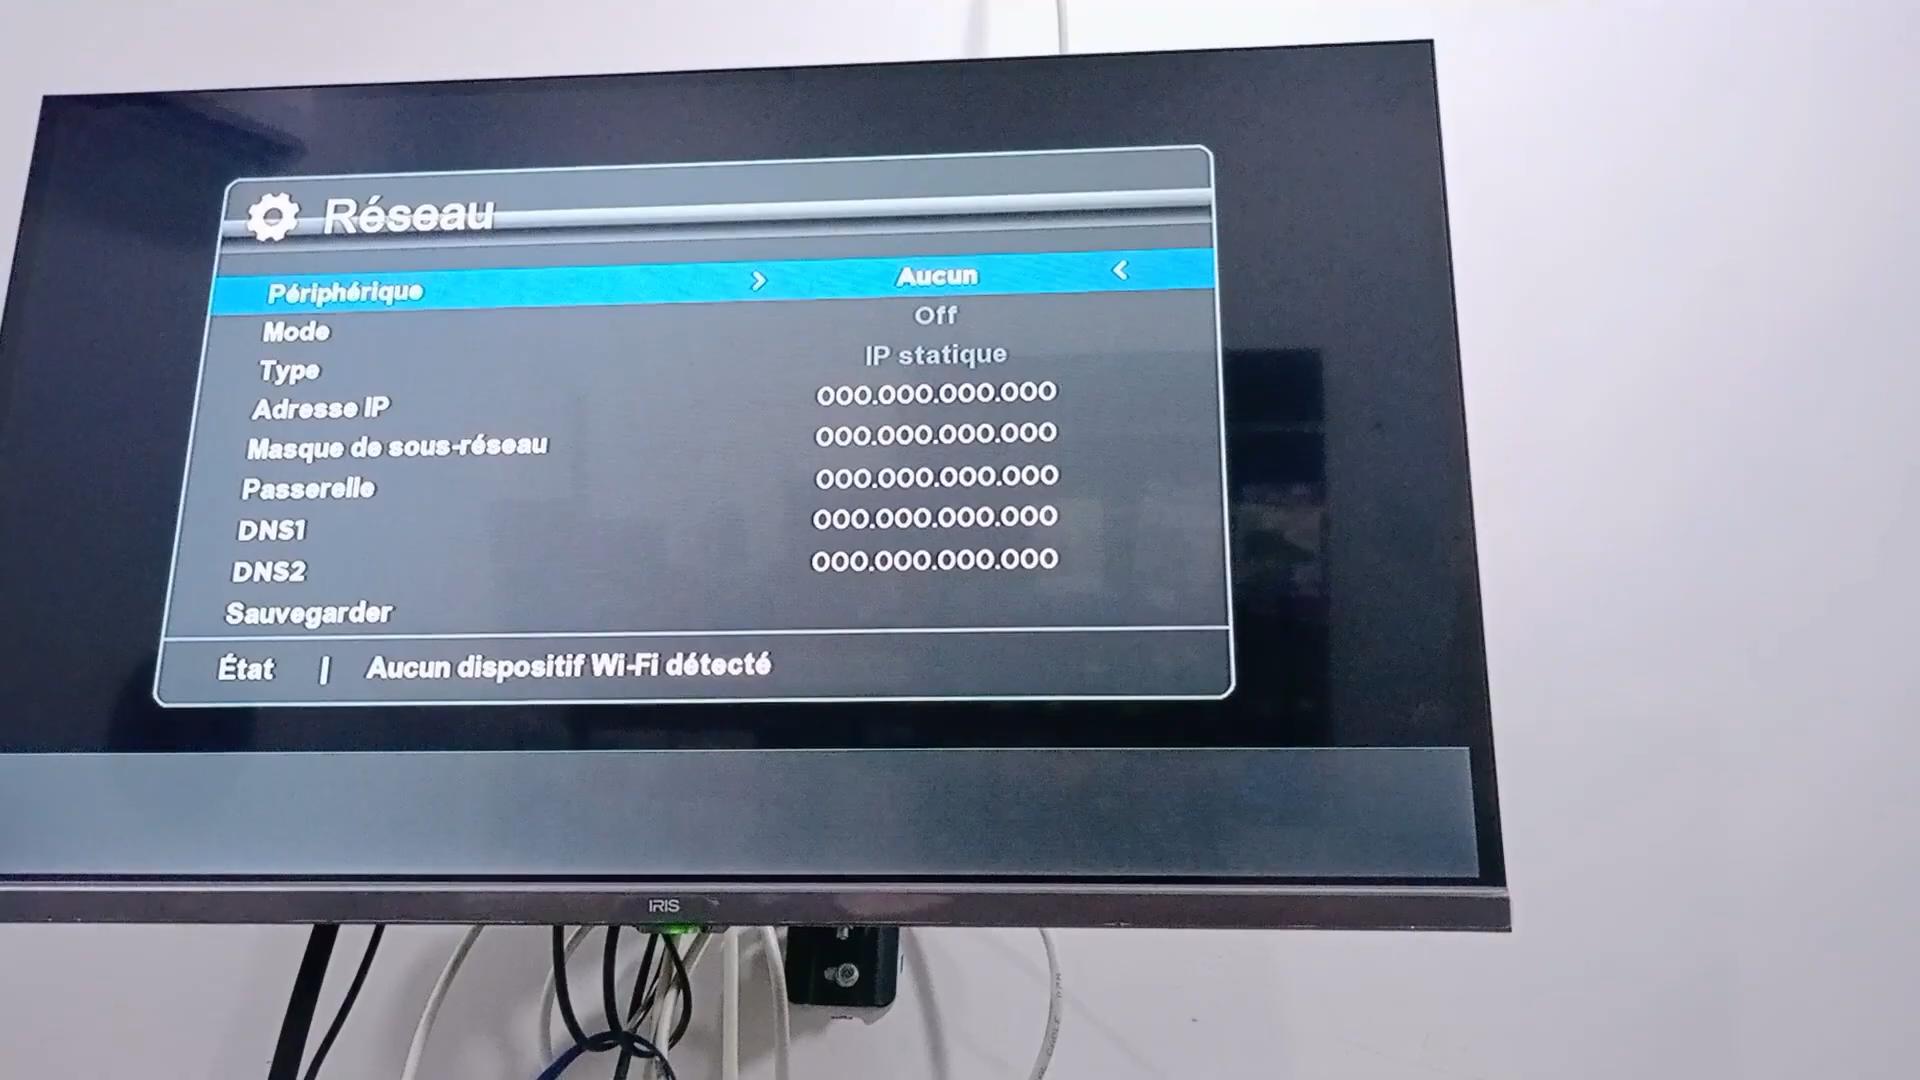 Réseau
Périphérique > Aucun <
Mode Off
Type IP statique
Adresse IP 000.000.000.000
Masque de sous-réseau 000.000.000.000
Passerelle 000.000.000.000
DNS1 000.000.000.000
DNS2 000.000.000.000
Sauvegarder
État | Aucun dispositif Wi-Fi détecté
IRIS